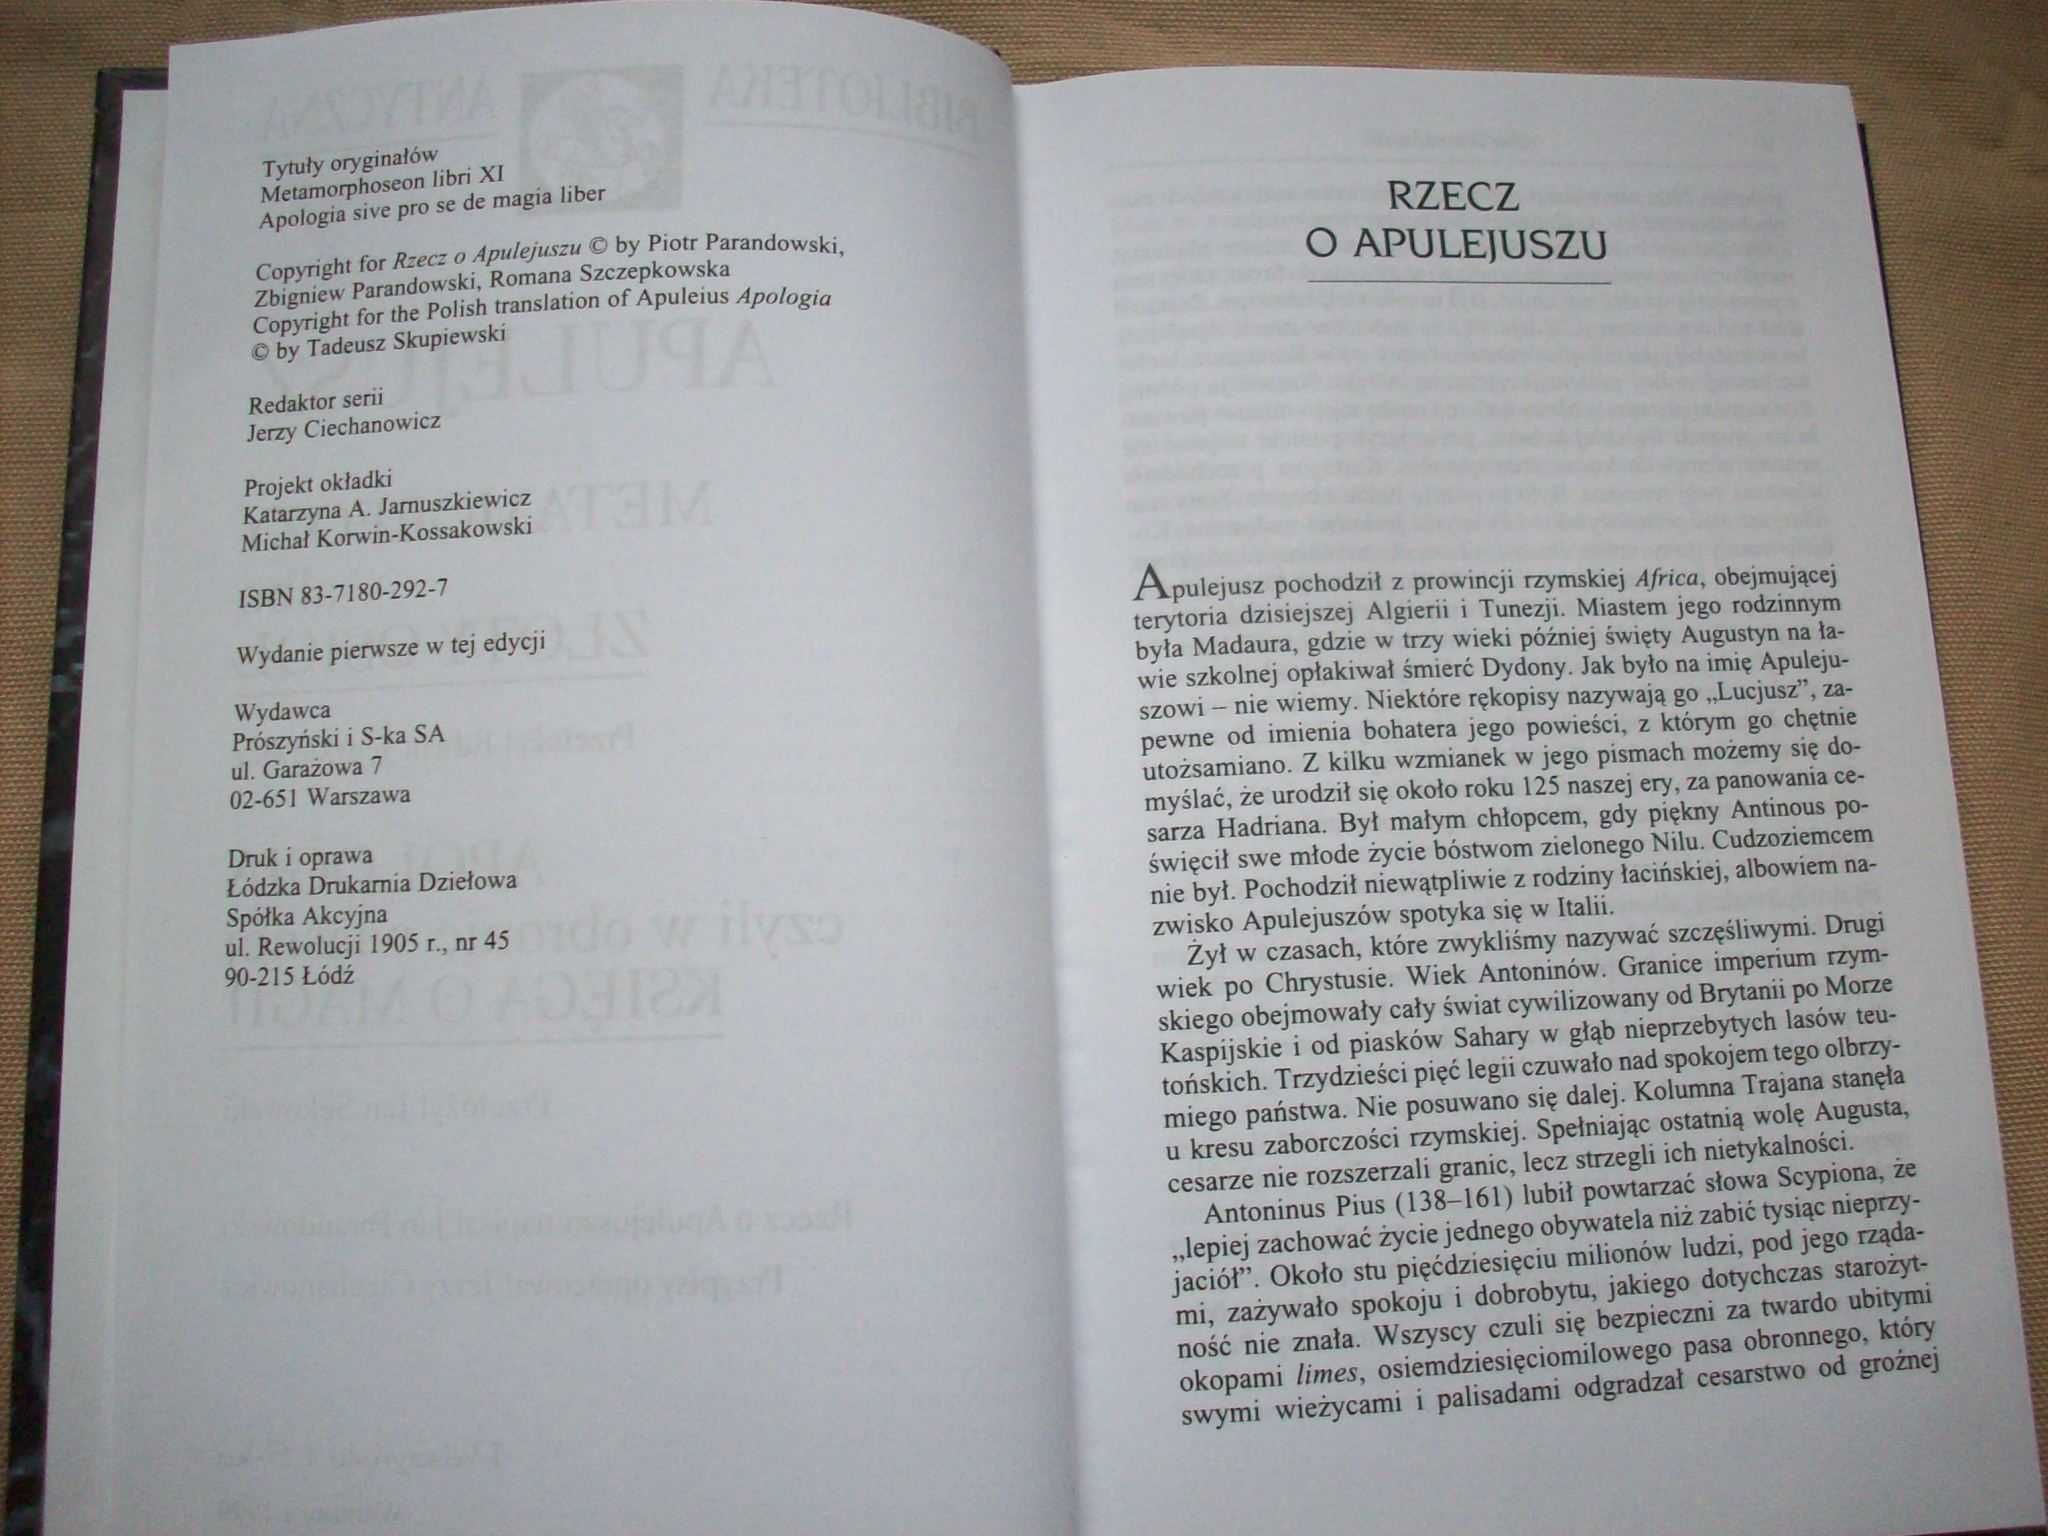 Tytuły oryginałów
Metamorphoseon libri XI
Apologia sive pro se de magia liber
Copyright for Rzecz o Apulejuszu © by Piotr Parandowski,
Zbigniew Parandowski, Romana Szczepkowska
Copyright for the Polish translation of Apuleius Apologia
© by Tadeusz Skupiewski
Redaktor serii
Jerzy Ciechanowicz
Projekt okładki
Katarzyna A. Jarnuszkiewicz
Michał Korwin-Kossakowski
ISBN 83-7180-292-7
Wydanie pierwsze w tej edycji
Wydawca
Prószyński i S-ka SA
ul. Garażowa 7
02-651 Warszawa
Druk i oprawa
Łódzka Drukarnia Dziełowa
Spółka Akcyjna
ul. Rewolucji 1905 r., nr 45
90-215 Łódź
RZECZ
O APULEJUSZU
Apulejusz pochodził z prowincji rzymskiej Africa, obejmującej
terytoria dzisiejszej Algierii i Tunezji. Miastem jego rodzinnym
była Madaura, gdzie w trzy wieki później święty Augustyn na ła-
wie szkolnej opłakiwał śmierć Dydony. Jak było na imię Apuleju-
szowi – nie wiemy. Niektóre rękopisy nazywają go „Lucjusz”, za-
pewne od imienia bohatera jego powieści, z którym go chętnie
utożsamiano. Z kilku wzmianek w jego pismach możemy się do-
myślać, że urodził się około roku 125 naszej ery, za panowania ce-
sarza Hadriana. Był małym chłopcem, gdy piękny Antinous po-
święcił swe młode życie bóstwom zielonego Nilu. Cudzoziemcem
nie był. Pochodził niewątpliwie z rodziny łacińskiej, albowiem na-
zwisko Apulejuszów spotyka się w Italii.
Żył w czasach, które zwykliśmy nazywać szczęśliwymi. Drugi
wiek po Chrystusie. Wiek Antoninów. Granice imperium rzym-
skiego obejmowały cały świat cywilizowany od Brytanii po Morze
Kaspijskie i od piasków Sahary w głąb nieprzebytych lasów teu-
tońskich. Trzydzieści pięć legii czuwało nad spokojem tego olbrzy-
miego państwa. Nie posuwano się dalej. Kolumna Trajana stanęła
u kresu zaborczości rzymskiej. Spełniając ostatnią wolę Augusta,
cesarze nie rozszerzali granic, lecz strzegli ich nietykalności.
Antoninus Pius (138–161) lubił powtarzać słowa Scypiona, że
„lepiej zachować życie jednego obywatela niż zabić tysiąc nieprzy-
jaciół”. Około stu pięćdziesięciu milionów ludzi, pod jego rząda-
mi, zażywało spokoju i dobrobytu, jakiego dotychczas starożyt-
ność nie znała. Wszyscy czuli się bezpieczni za twardo ubitymi
okopami limes, osiemdziesięciomilowego pasa obronnego, który
swymi wieżycami i palisadami odgradzał cesarstwo od groźnej